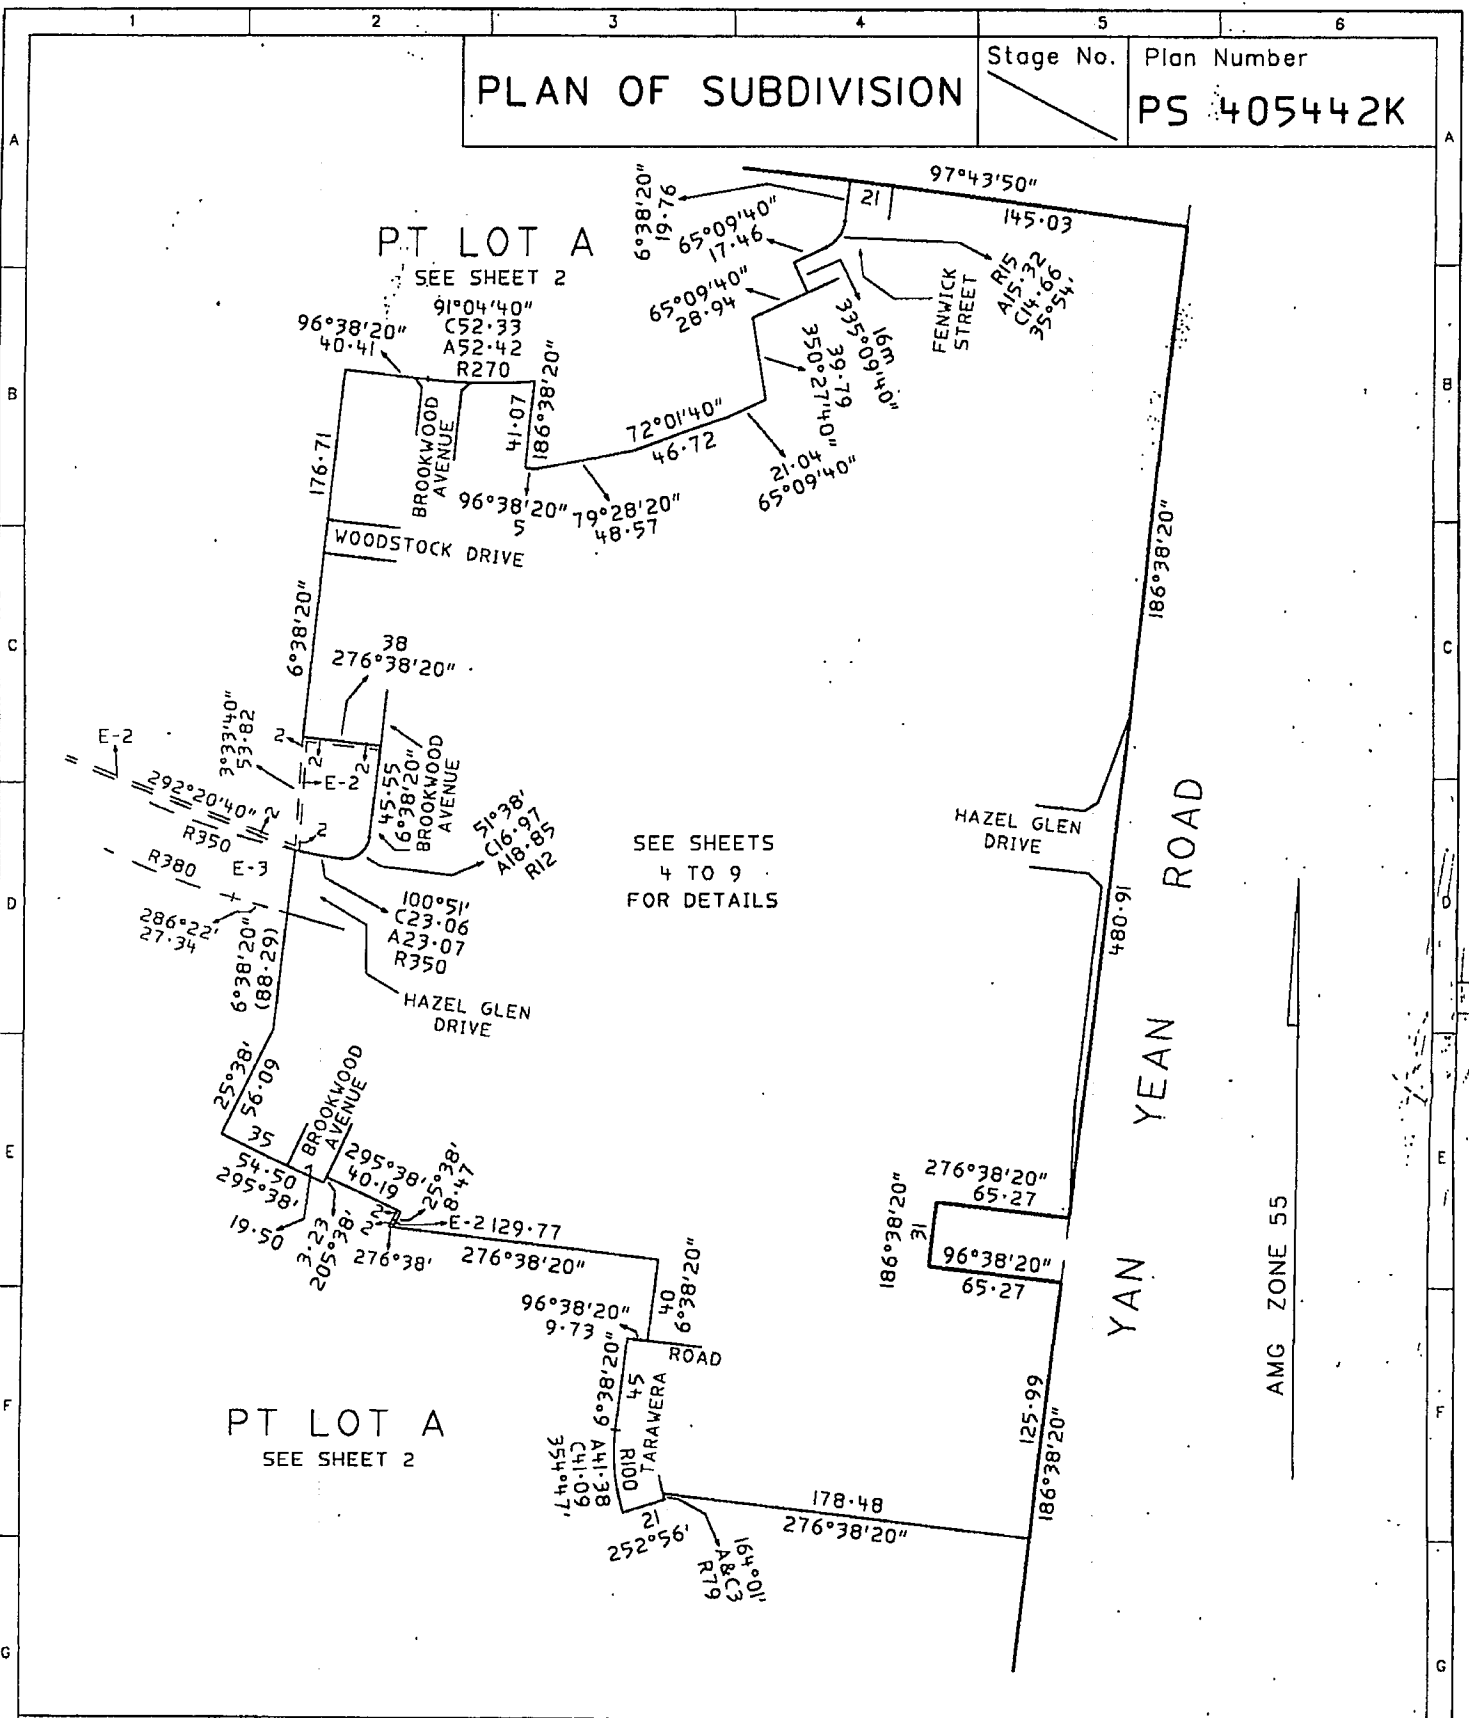 1 2 3 4 5 6
PLAN OF SUBDIVISION
Stage No.
Plan Number
PS 405442K
A A
B B
C C
D D
E E
F F
G G
97°43'50"
145·03
21
6°38'20"
19·76
65°09'40"
17·46
65°09'40"
28·94
R15
A15·32
C14·66
35°54'
FENWICK
STREET
16m
335°09'40"
39·79
350°27'40"
PT LOT A
SEE SHEET 2
91°04'40"
C52·33
A52·42
R270
96°38'20"
40·41
41·07
186°38'20"
72°01'40"
46·72
21·04
65°09'40"
BROOKWOOD
AVENUE
96°38'20"
5
79°28'20"
48·57
176·71
WOODSTOCK DRIVE
6°38'20"
186°38'20"
38
276°38'20"
3°33'40"
53·82
2
2
2
E-2
E-2
292°20'40"
2
2
R350
R380
E-3
45·55
6°38'20"
BROOKWOOD
AVENUE
51°38'
C16·97
A18·85
R12
SEE SHEETS
4 TO 9
FOR DETAILS
HAZEL GLEN
DRIVE
480·91
YAN YEAN ROAD
286°22'
27·34
100°51'
C23·06
A23·07
R350
6°38'20"
(88·29)
HAZEL GLEN
DRIVE
25°38'
56·09
35
BROOKWOOD
AVENUE
54·50
295°38'
295°38'
40·19
25°38'
8·47
19·50
3·23
205°38'
2
2
E-2
276°38'
129·77
276°38'20"
276°38'20"
65·27
186°38'20"
31
96°38'20"
65·27
AMG ZONE 55
40
6°38'20"
96°38'20"
9·73
ROAD
6°38'20"
45
TARAWERA
R100
A41·38
C41·09
354°47'
PT LOT A
SEE SHEET 2
125·99
186°38'20"
178·48
276°38'20"
21
252°56'
164°01'
A&C3
R79